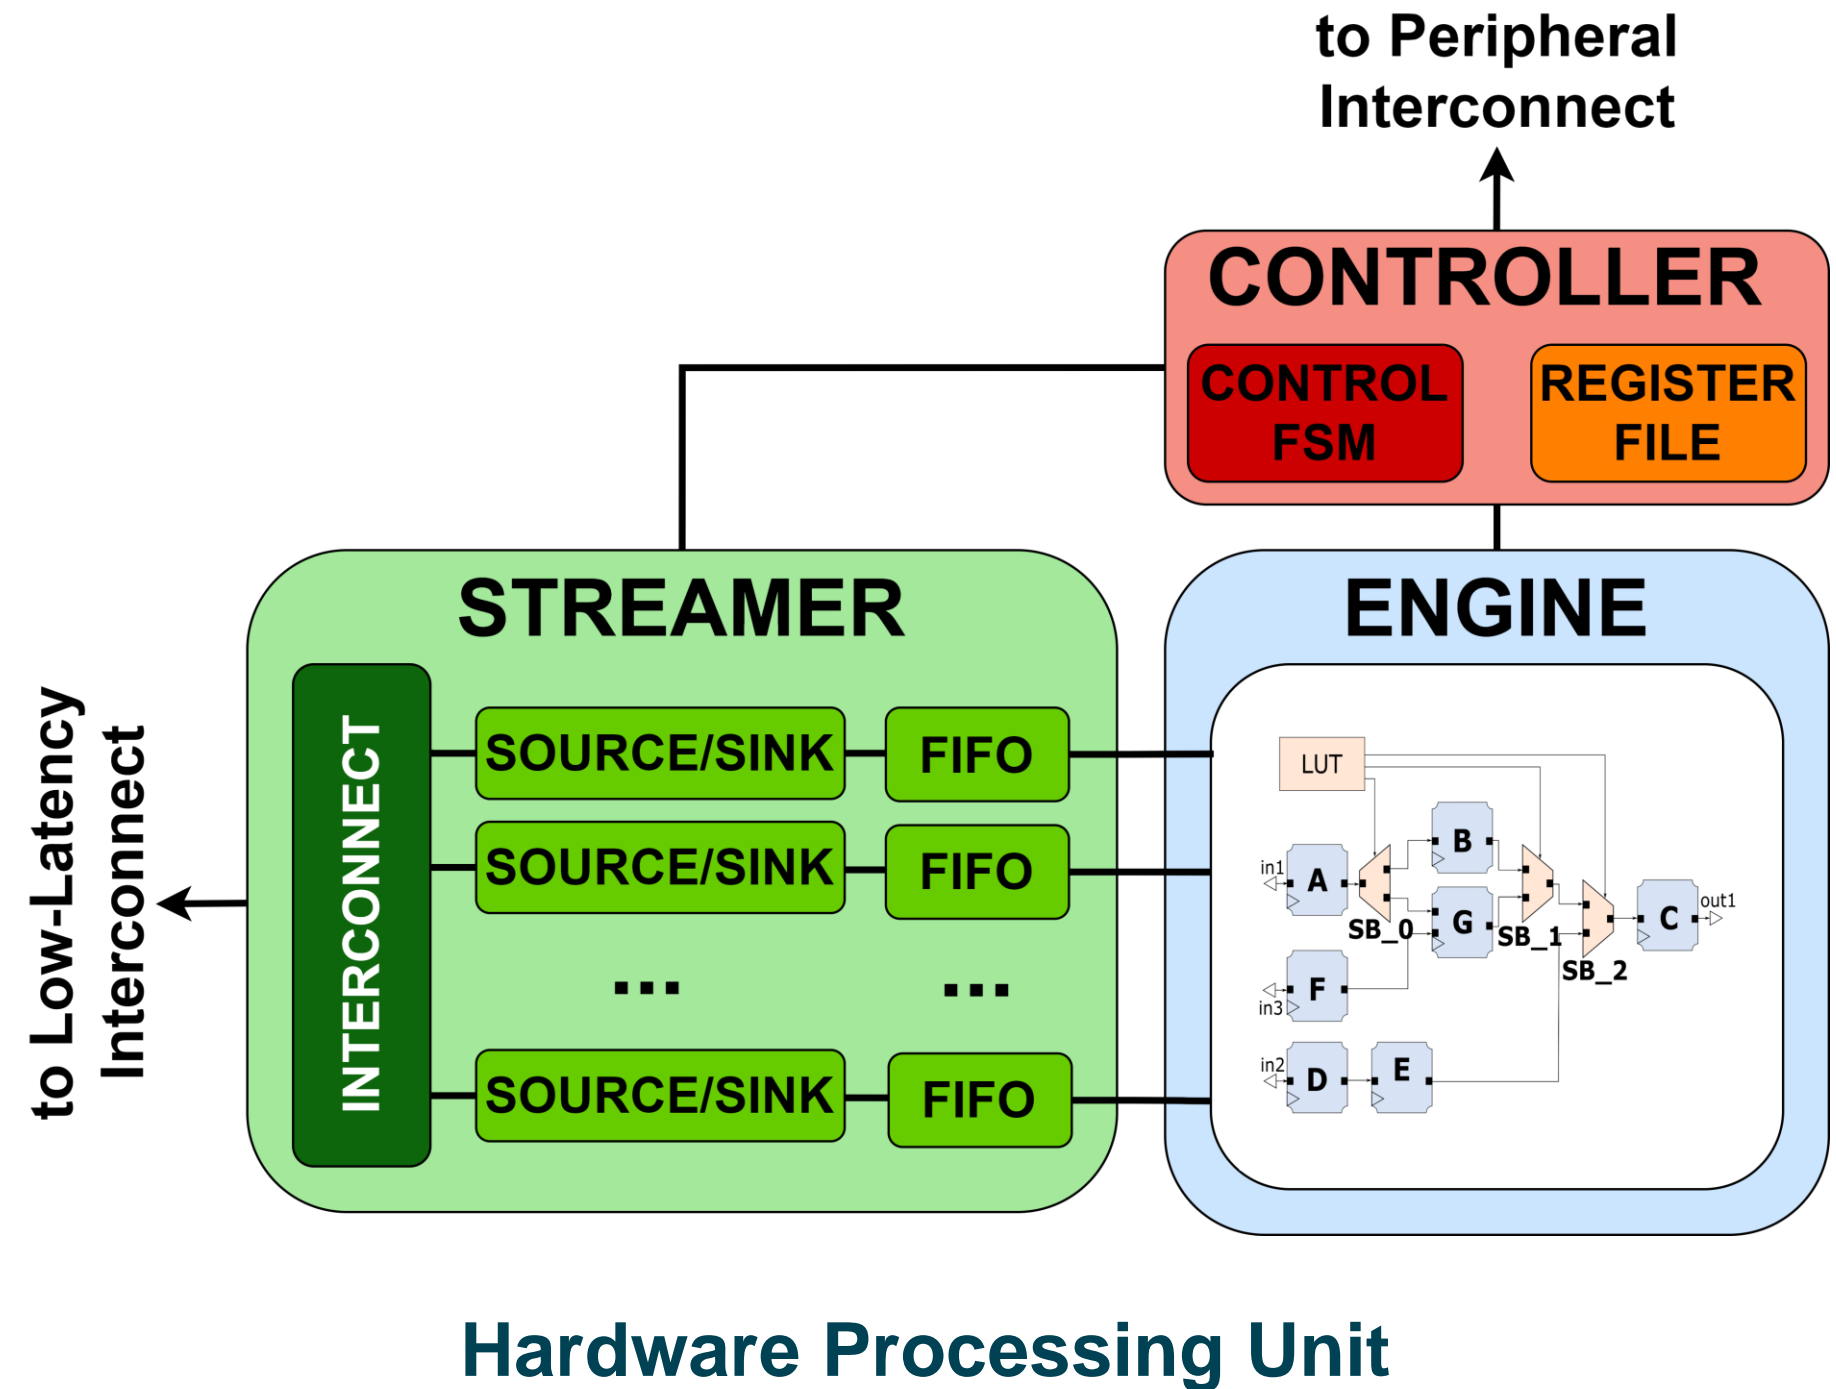 to Peripheral
Interconnect
CONTROLLER
CONTROL
FSM
REGISTER
FILE
STREAMER
ENGINE
to Low-Latency
Interconnect
INTERCONNECT
SOURCE/SINK
FIFO
SOURCE/SINK
FIFO
...
...
SOURCE/SINK
FIFO
LUT
in1
A
SB_0
B
G
SB_1
SB_2
C
out1
in3
F
in2
D
E
Hardware Processing Unit